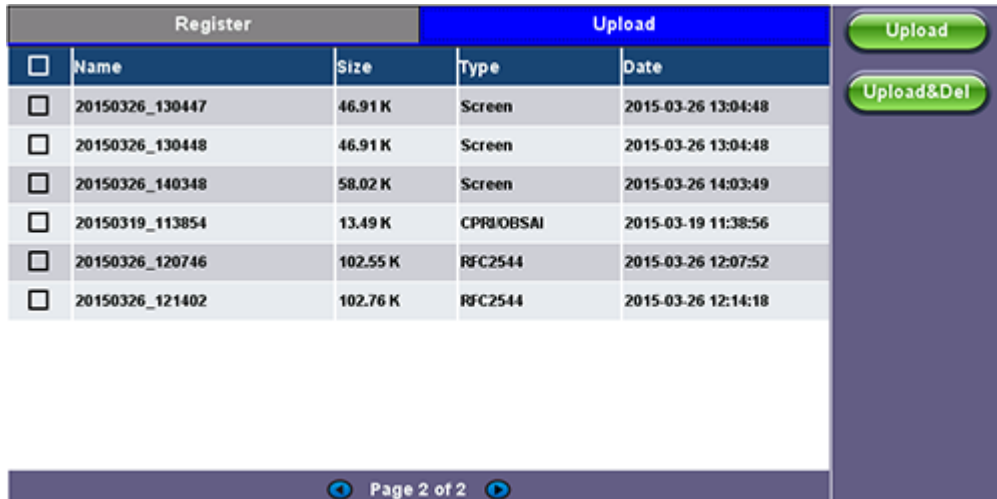 Register Upload Upload
Name Size Type Date
Upload&Del
20150326_130447 46.91 K Screen 2015-03-26 13:04:48
20150326_130448 46.91 K Screen 2015-03-26 13:04:48
20150326_140348 58.02 K Screen 2015-03-26 14:03:49
20150319_113854 13.49 K CPRI/OBSAI 2015-03-19 11:38:56
20150326_120746 102.55 K RFC2544 2015-03-26 12:07:52
20150326_121402 102.76 K RFC2544 2015-03-26 12:14:18
Page 2 of 2